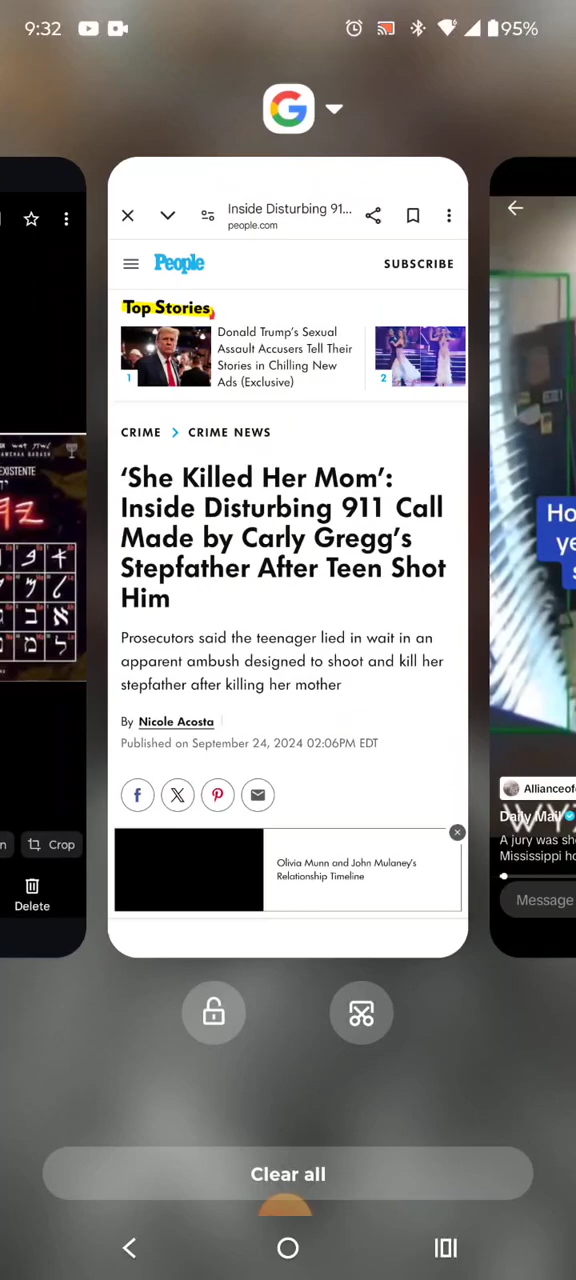 9:32
95%
Inside Disturbing 91...
people.com
People
SUBSCRIBE
Top Stories
Donald Trump's Sexual
Assault Accusers Tell Their
Stories in Chilling New
Ads (Exclusive)
1
2
CRIME > CRIME NEWS
‘She Killed Her Mom’:
Inside Disturbing 911 Call
Made by Carly Gregg’s
Stepfather After Teen Shot
Him
Prosecutors said the teenager lied in wait in an
apparent ambush designed to shoot and kill her
stepfather after killing her mother
By Nicole Acosta
Published on September 24, 2024 02:06PM EDT
Olivia Munn and John Mulaney's
Relationship Timeline
EXISTENTE
Crop
Delete
Ho
ye
s
Allianceof
Daily Mail
A jury was sh
Mississippi ho
Message
Clear all